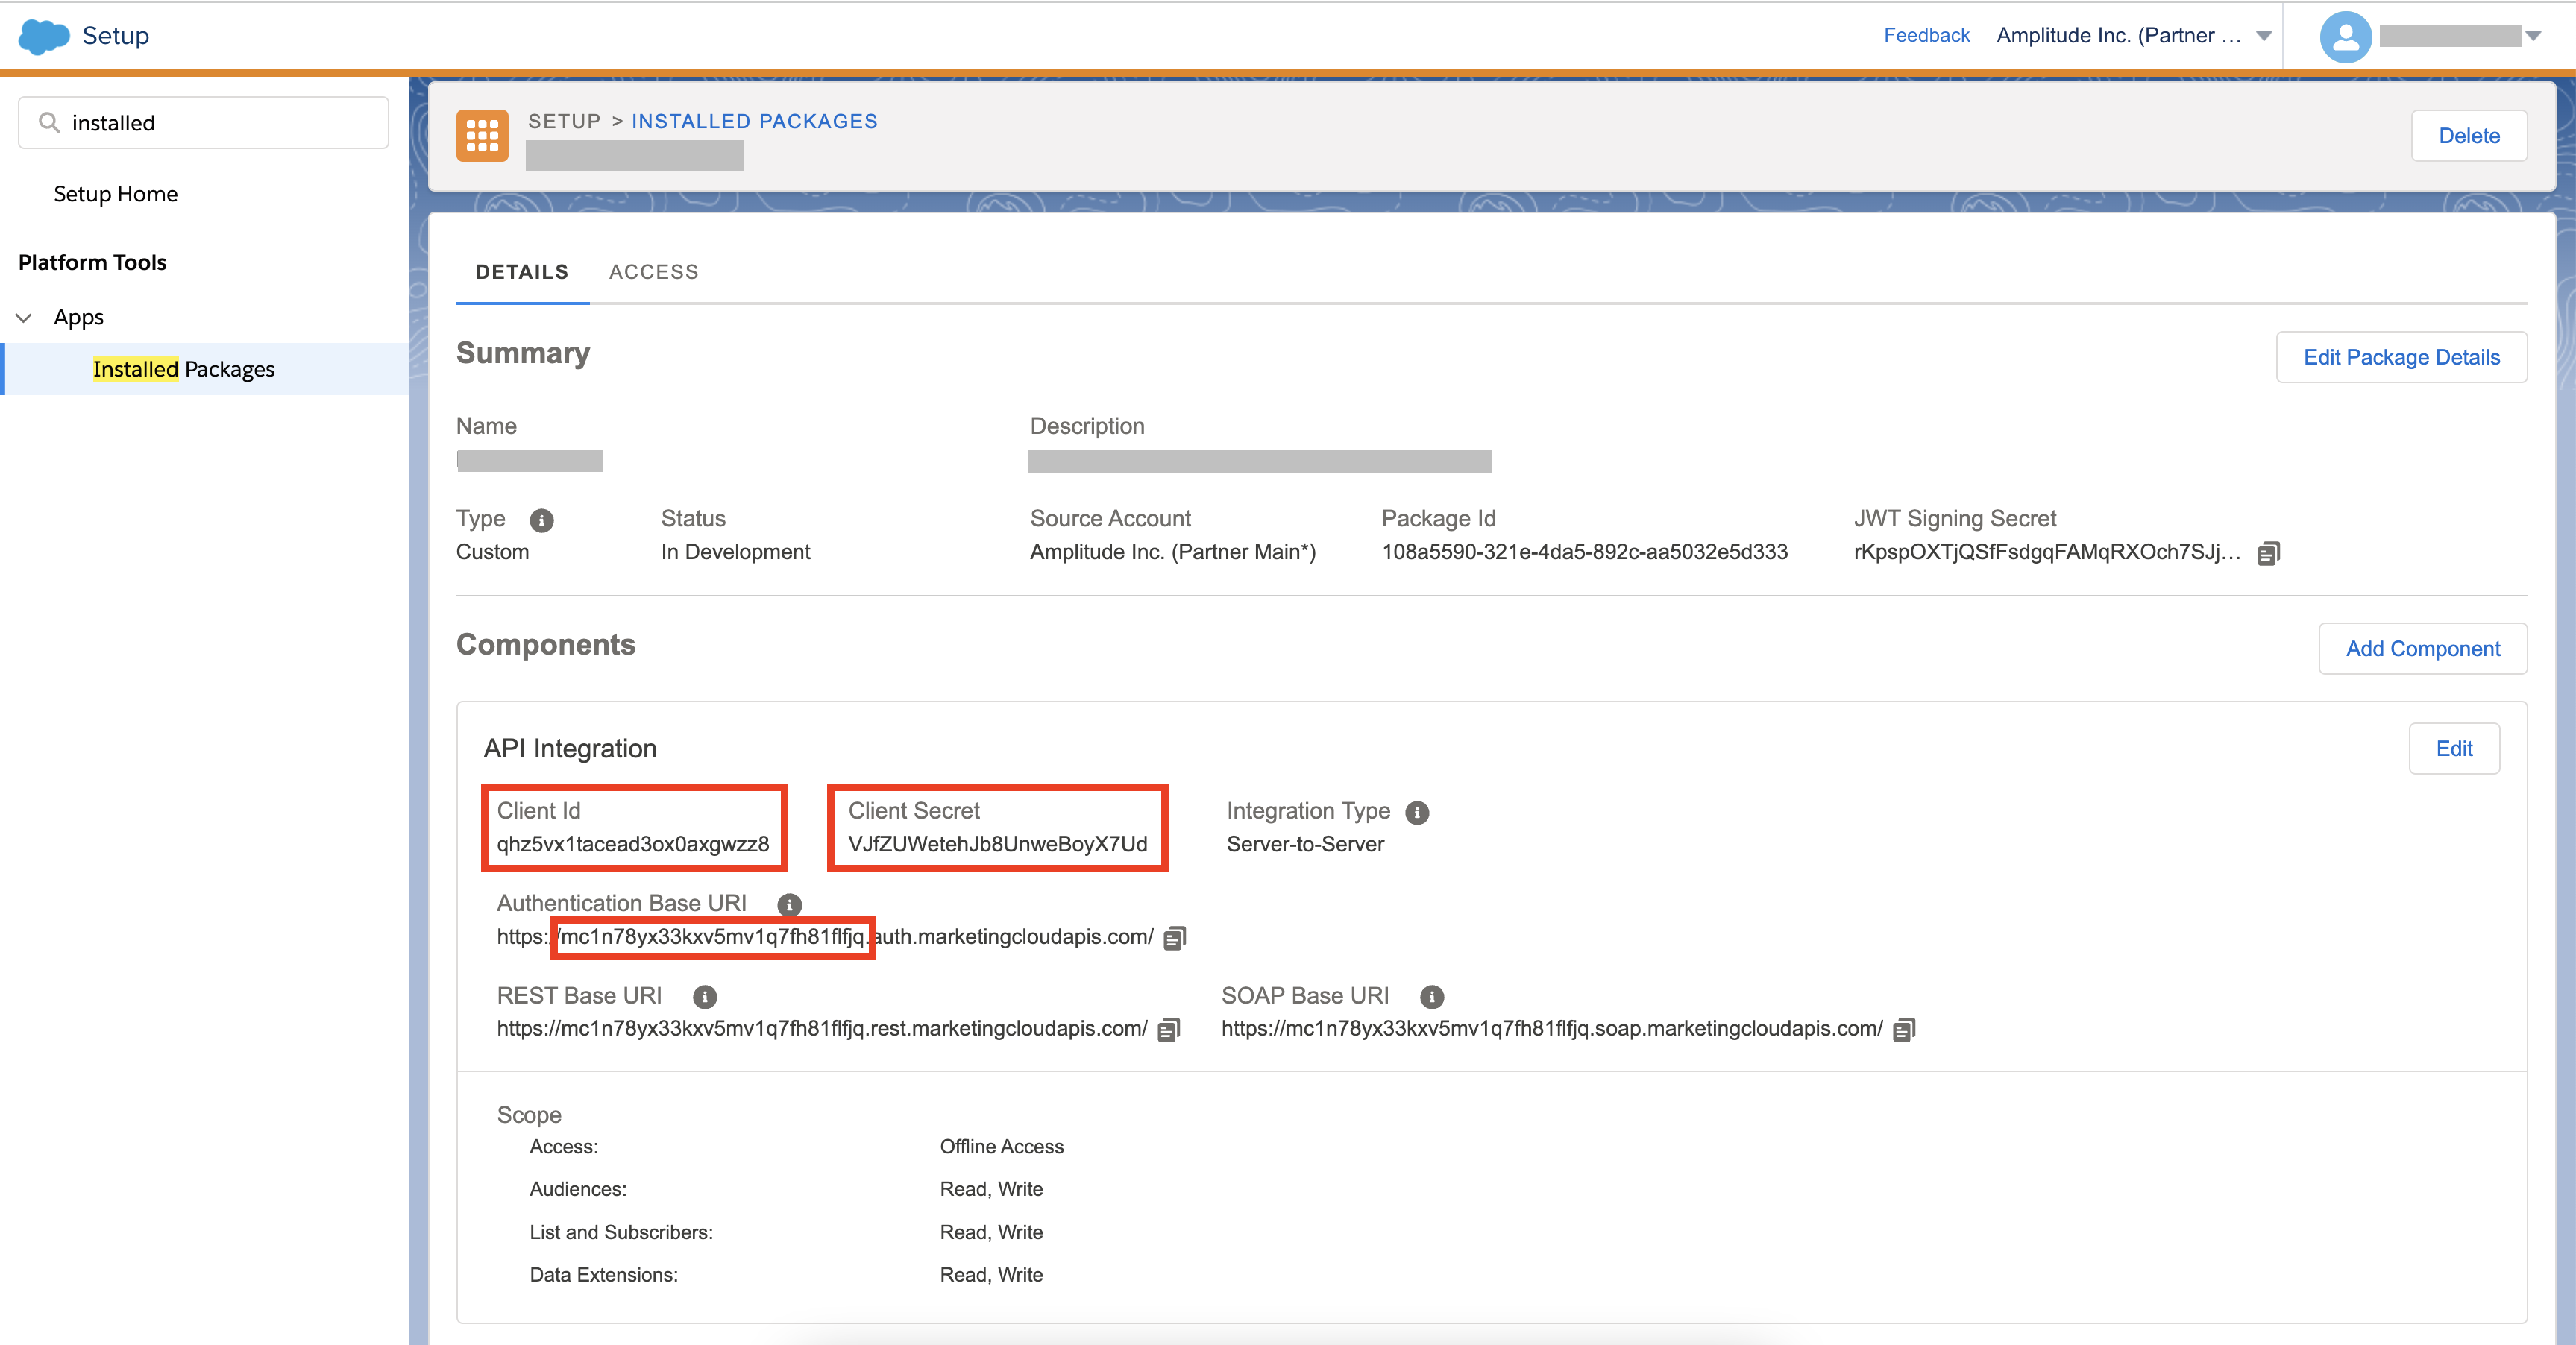 Setup
Feedback
Amplitude Inc. (Partner ...
installed
Setup Home
Platform Tools
Apps
Installed Packages
SETUP > INSTALLED PACKAGES
Delete
DETAILS ACCESS
Summary
Edit Package Details
Name Description
Type Status Source Account Package Id JWT Signing Secret
Custom In Development Amplitude Inc. (Partner Main*) 108a5590-321e-4da5-892c-aa5032e5d333 rKpspOXTjQSfFsdgqFAMqRXOch7SJj...
Components
Add Component
API Integration
Edit
Client Id Client Secret Integration Type
qhz5vx1tacead3ox0axgwzz8 VJfZUWetehJb8UnweBoyX7Ud Server-to-Server
Authentication Base URI
https://mc1n78yx33kxv5mv1q7fh81flfjq.auth.marketingcloudapis.com/
REST Base URI SOAP Base URI
https://mc1n78yx33kxv5mv1q7fh81flfjq.rest.marketingcloudapis.com/ https://mc1n78yx33kxv5mv1q7fh81flfjq.soap.marketingcloudapis.com/
Scope
Access: Offline Access
Audiences: Read, Write
List and Subscribers: Read, Write
Data Extensions: Read, Write